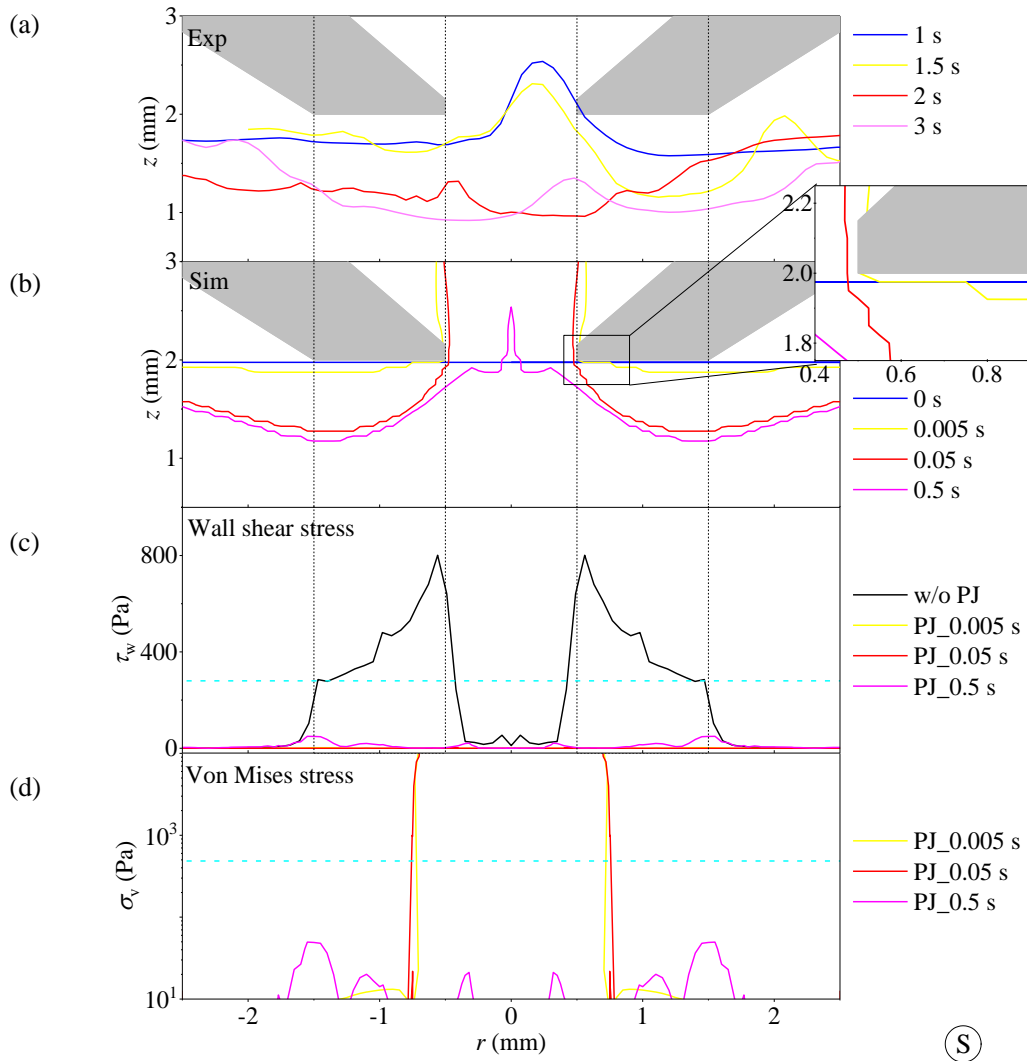 (a)
Exp
3
2
1
z (mm)
1 s
1.5 s
2 s
3 s
(b)
Sim
3
2
1
z (mm)
2.2
2.0
1.8
0.4 0.6 0.8
0 s
0.005 s
0.05 s
0.5 s
(c)
Wall shear stress
800
400
0
τw (Pa)
w/o PJ
PJ_0.005 s
PJ_0.05 s
PJ_0.5 s
(d)
Von Mises stress
10³
10¹
σv (Pa)
PJ_0.005 s
PJ_0.05 s
PJ_0.5 s
-2 -1 0 1 2
r (mm)
S